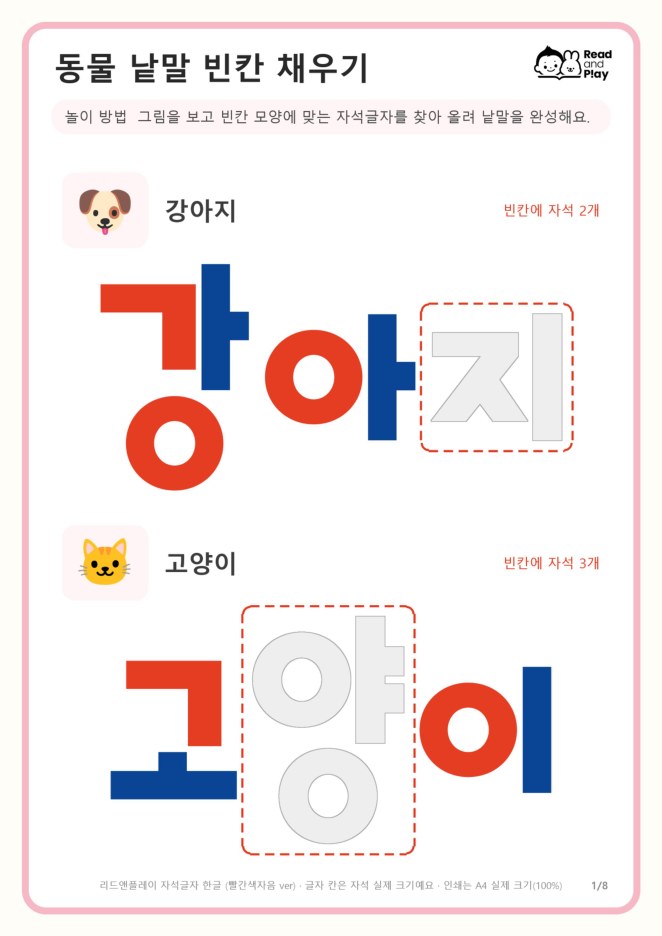 동물 낱말 빈칸 채우기
Read
and
Play
놀이 방법 그림을 보고 빈칸 모양에 맞는 자석글자를 찾아 올려 낱말을 완성해요.
강아지
빈칸에 자석 2개
강아지
고양이
빈칸에 자석 3개
고양이
리드앤플레이 자석글자 한글 (빨간색자음 ver) · 글자 칸은 자석 실제 크기예요 · 인쇄는 A4 실제 크기(100%)
1/8